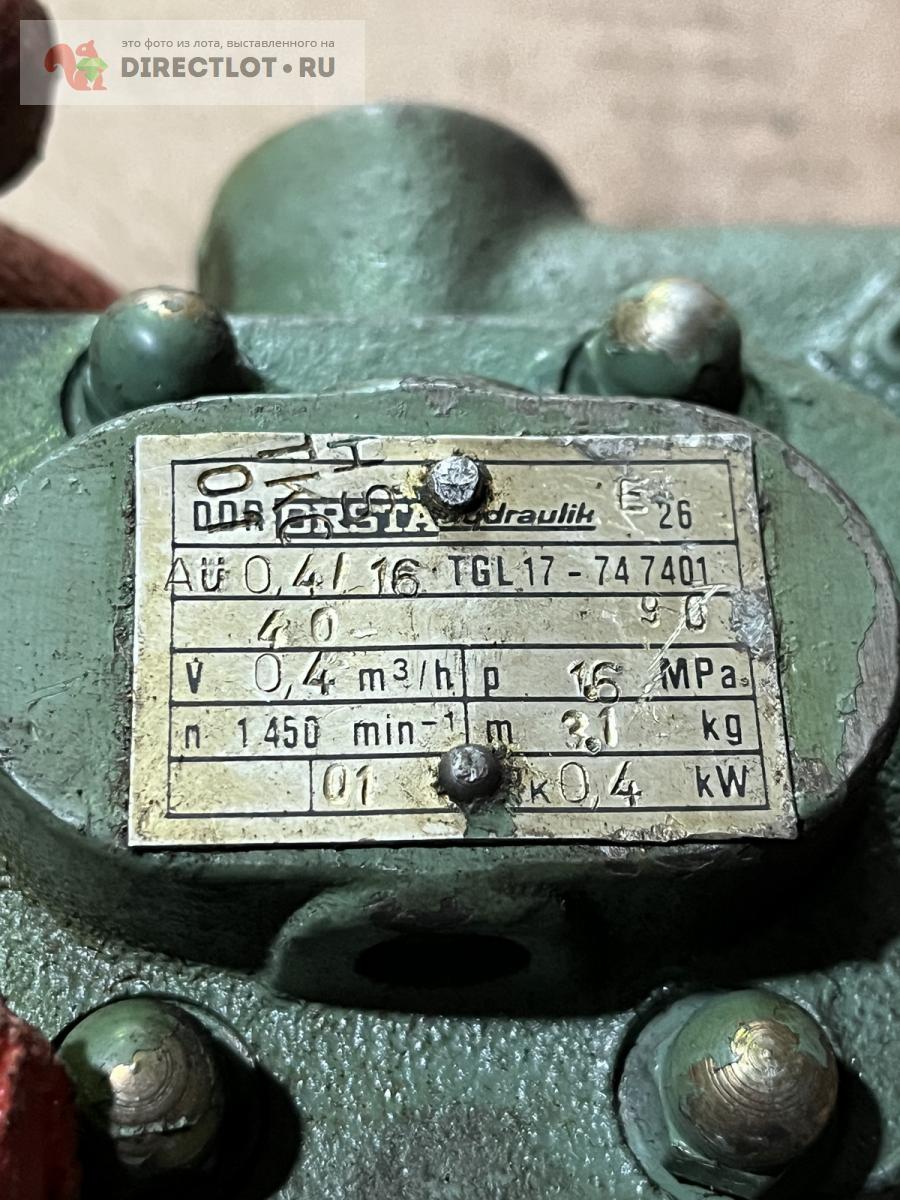 это фото из лота, выставленного на
DIRECTLOT•RU
DDR ORSTA hydraulik E 26
AÜ 0,4/16 TGL 17-747401
40- 90
V 0,4 m³/h p 16 MPa
n 1450 min⁻¹ m 3,1 kg
01 K 0,4 kW